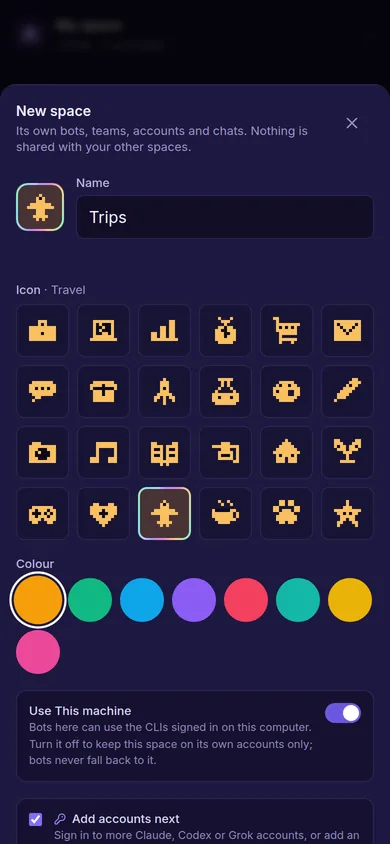 New space
Its own bots, teams, accounts and chats. Nothing is
shared with your other spaces.
Name
Trips
Icon · Travel
Colour
Use This machine
Bots here can use the CLIs signed in on this computer.
Turn it off to keep this space on its own accounts only;
bots never fall back to it.
Add accounts next
Sign in to more Claude, Codex or Grok accounts, or add an